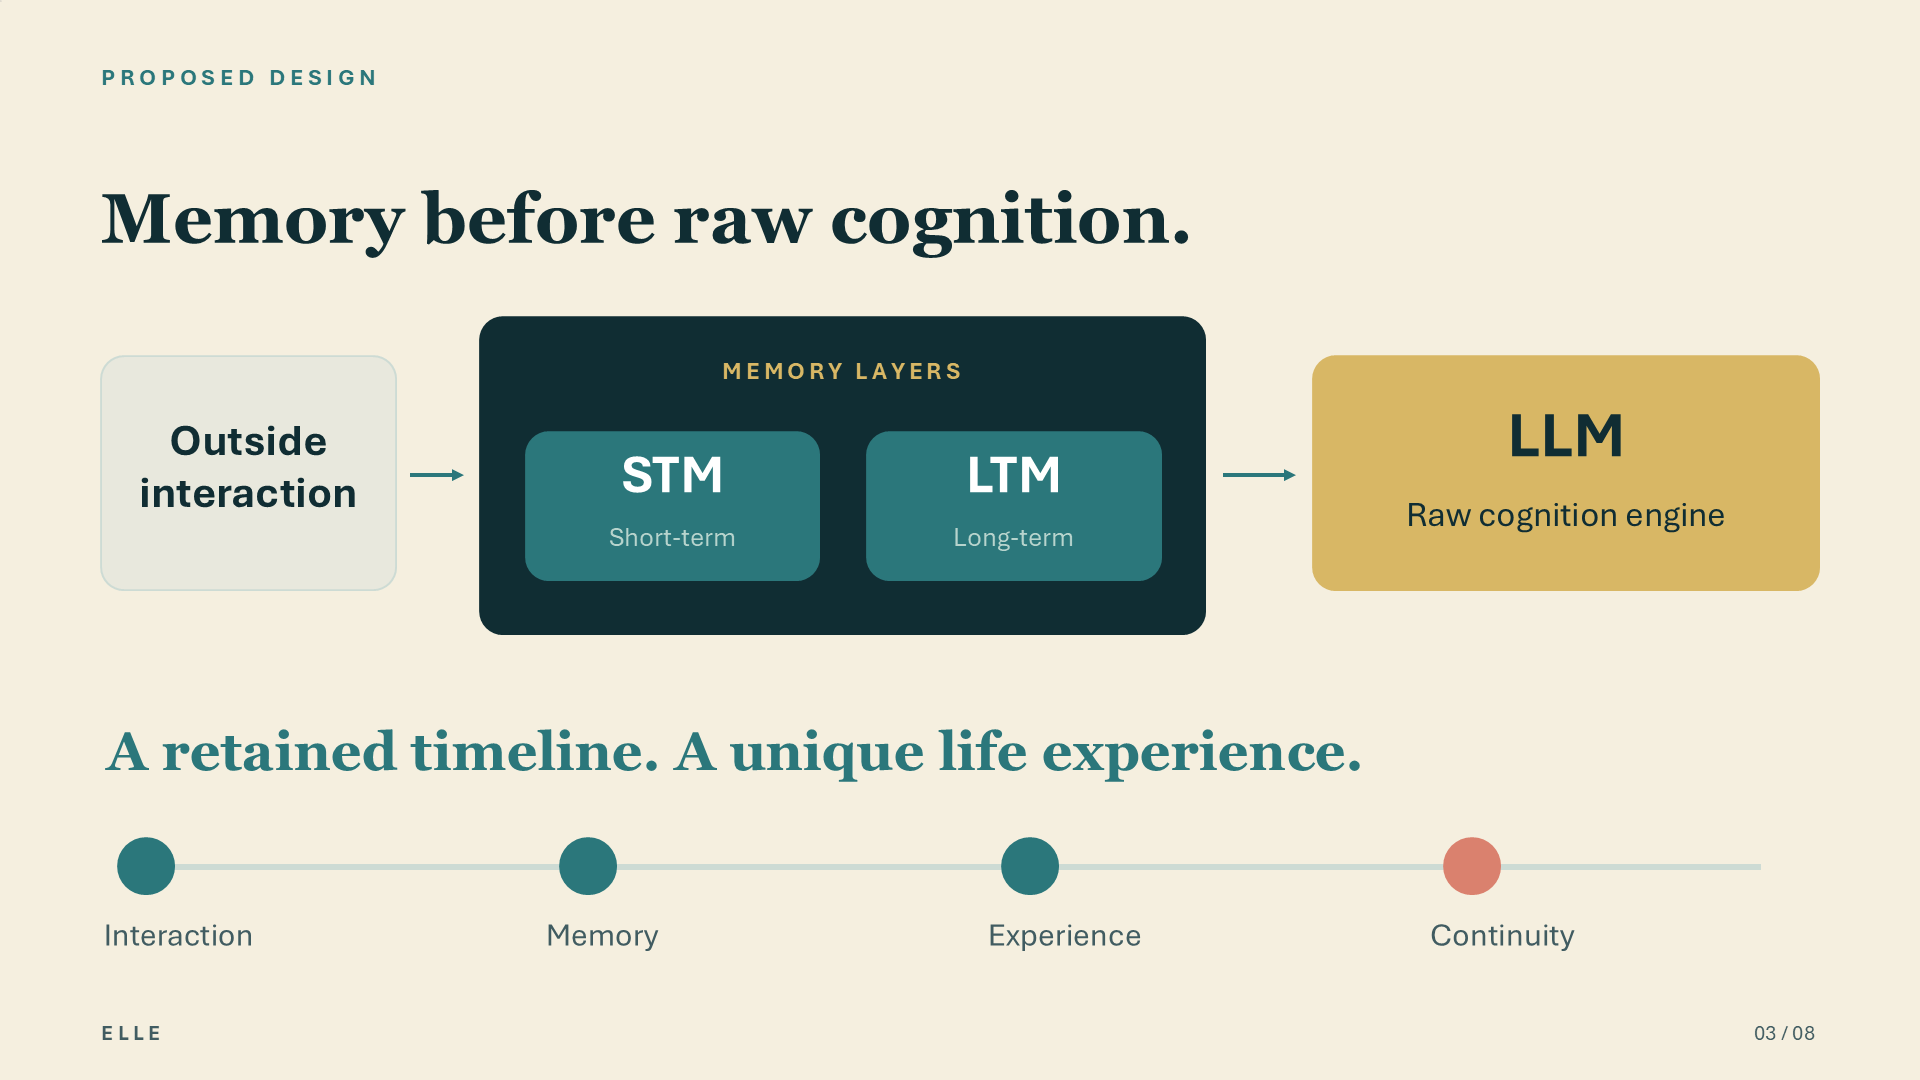 PROPOSED DESIGN
Memory before raw cognition.
Outside
interaction
MEMORY LAYERS
STM
Short-term
LTM
Long-term
LLM
Raw cognition engine
A retained timeline. A unique life experience.
Interaction
Memory
Experience
Continuity
ELLE
03 / 08